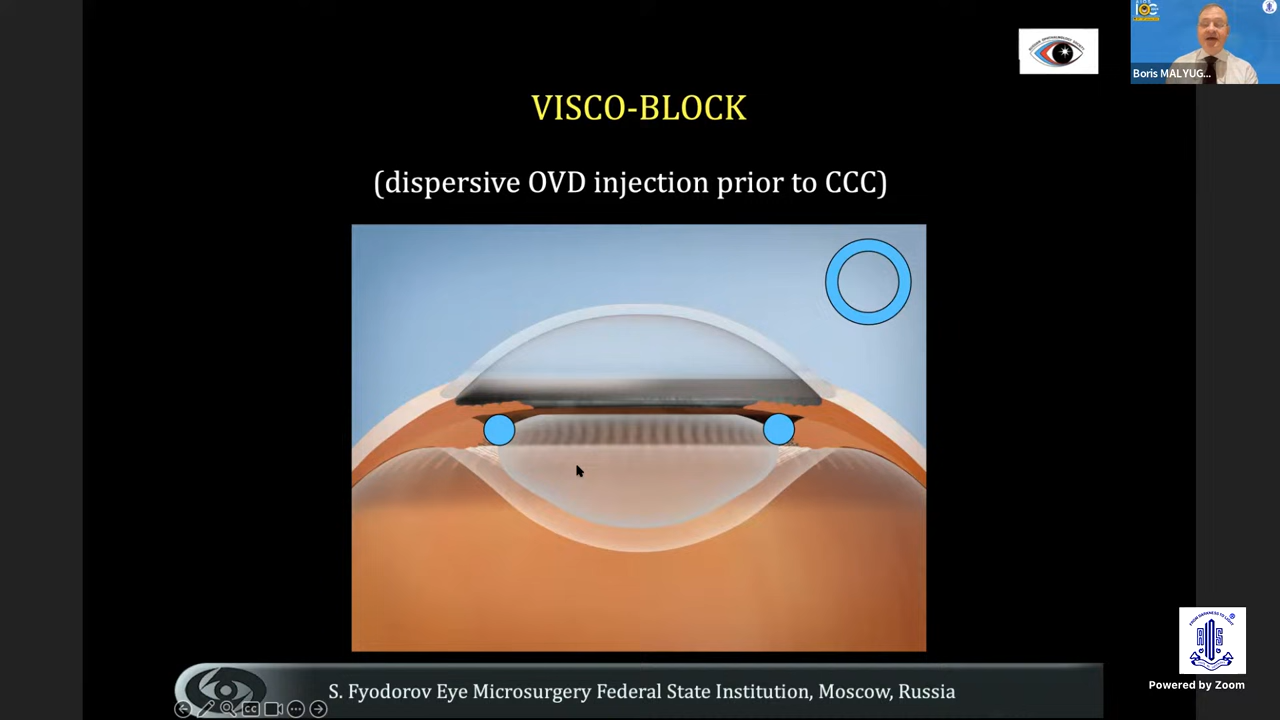 VISCO-BLOCK
(dispersive OVD injection prior to CCC)
Boris MALYUG...
S. Fyodorov Eye Microsurgery Federal State Institution, Moscow, Russia
CC
Powered by Zoom